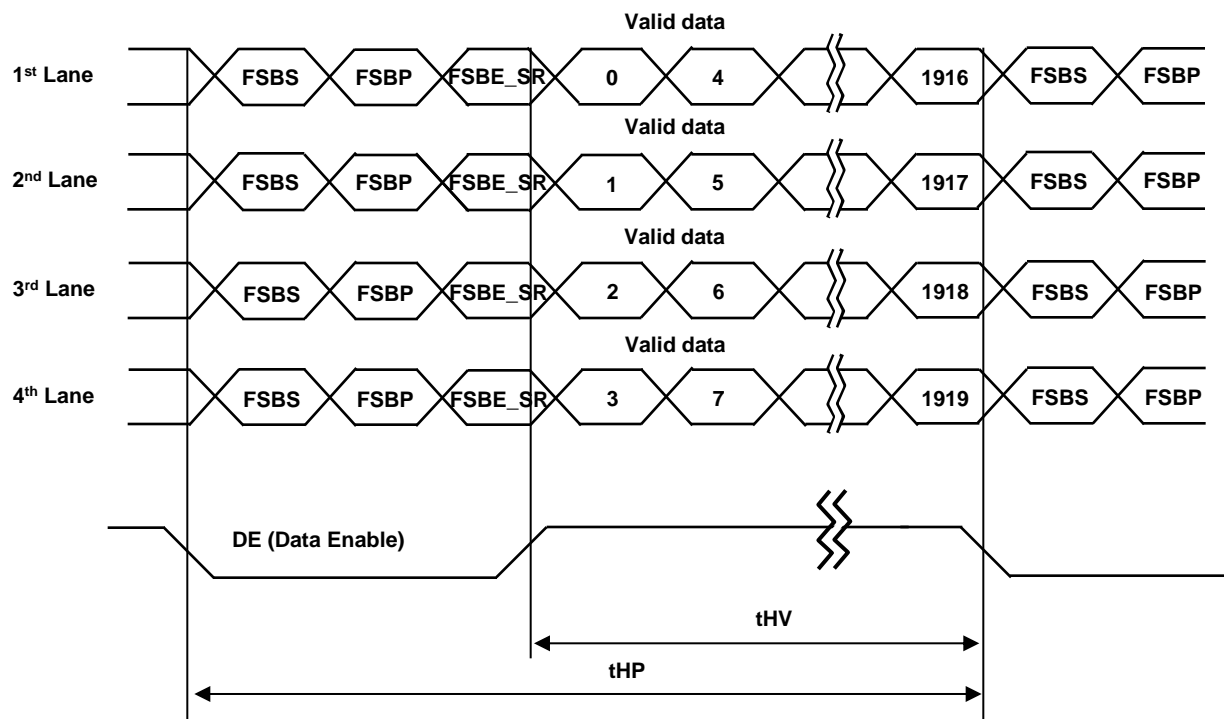 Valid data
1st Lane FSBS FSBP FSBE_SR 0 4 1916 FSBS FSBP
Valid data
2nd Lane FSBS FSBP FSBE_SR 1 5 1917 FSBS FSBP
Valid data
3rd Lane FSBS FSBP FSBE_SR 2 6 1918 FSBS FSBP
Valid data
4th Lane FSBS FSBP FSBE_SR 3 7 1919 FSBS FSBP
DE (Data Enable)
tHV
tHP